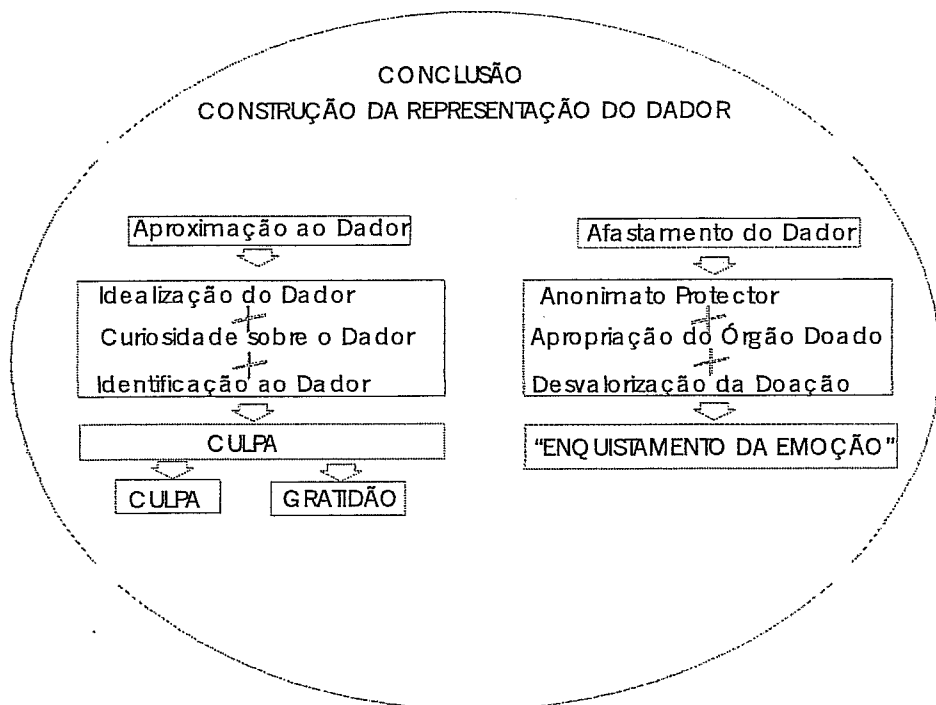 CONCLUSÃO
CONSTRUÇÃO DA REPRESENTAÇÃO DO DADOR
Aproximação ao Dador
Idealização do Dador
Curiosidade sobre o Dador
Identificação ao Dador
CULPA
CULPA
GRATIDÃO
Afastamento do Dador
Anonimato Protector
Apropriação do Órgão Doado
Desvalorização da Doação
"ENQUISTAMENTO DA EMOÇÃO"